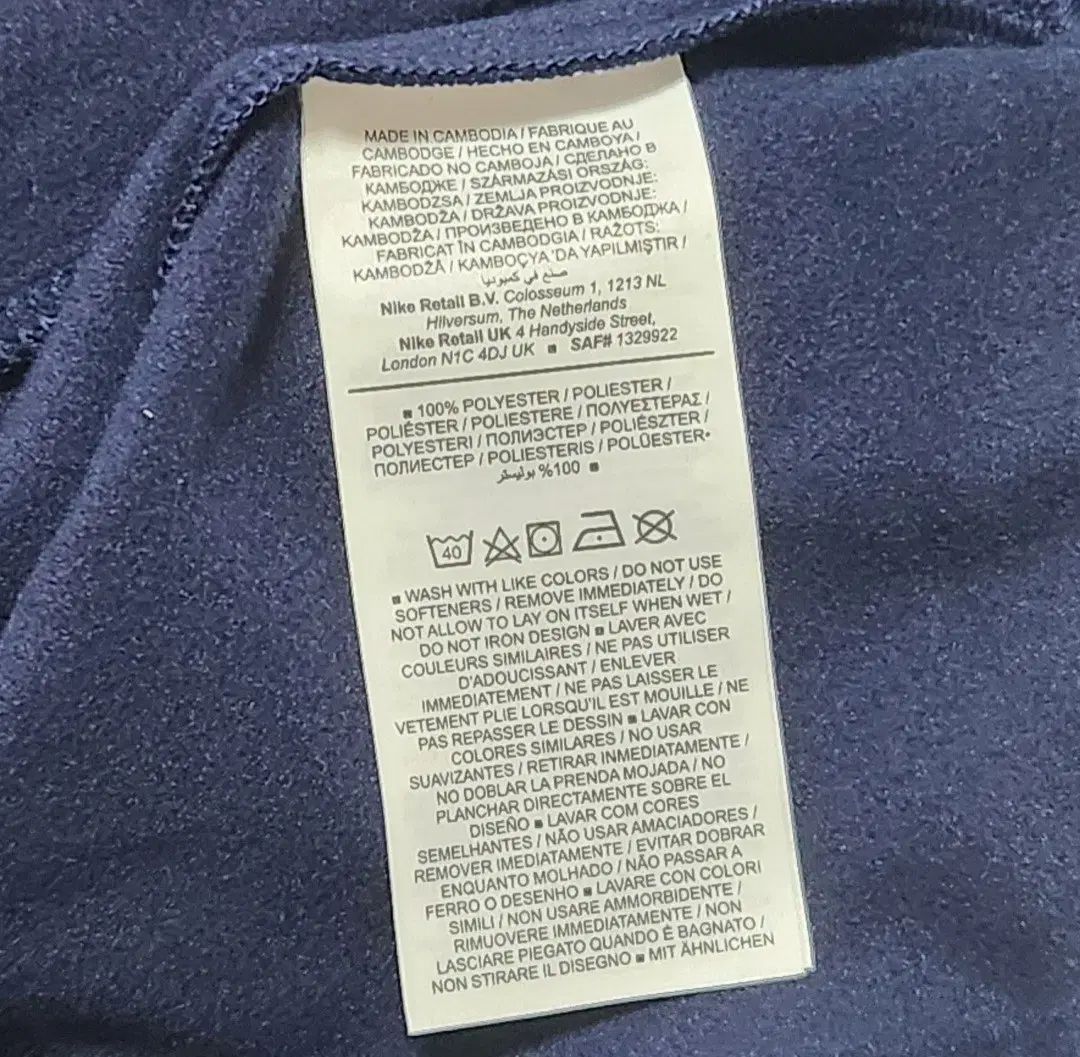 MADE IN CAMBODIA / FABRIQUE AU
CAMBODGE / HECHO EN CAMBOYA /
FABRICADO NO CAMBOJA / СДЕЛАНО В
КАМБОДЖЕ / SZÁRMAZÁSI ORSZÁG:
KAMBODZSA / ZEMLJA PROIZVODNJE:
KAMBODŽA / DRŽAVA PROIZVODNJE:
KAMBODŽA / ПРОИЗВЕДЕНО В КАМБОДЖА /
FABRICAT ÎN CAMBODGIA / RAŽOTS:
KAMBODŽĀ / KAMBOÇYA 'DA YAPILMIŞTIR /
صنع في كمبوديا
Nike Retail B.V. Colosseum 1, 1213 NL
Hilversum, The Netherlands
Nike Retail UK 4 Handyside Street,
London N1C 4DJ UK ■ SAF# 1329922
■ 100% POLYESTER / POLIESTER /
POLIÉSTER / POLIESTERE / ΠΟΛΥΕΣΤΕΡΑΣ /
POLYESTERI / ПОЛИЭСТЕР / POLIÉSZTER /
ПОЛИЕСТЕР / POLIESTERIS / POLÜESTER•
100% بوليستر ■
40
■ WASH WITH LIKE COLORS / DO NOT USE
SOFTENERS / REMOVE IMMEDIATELY / DO
NOT ALLOW TO LAY ON ITSELF WHEN WET /
DO NOT IRON DESIGN ■ LAVER AVEC
COULEURS SIMILAIRES / NE PAS UTILISER
D'ADOUCISSANT / ENLEVER
IMMEDIATEMENT / NE PAS LAISSER LE
VETEMENT PLIE LORSQU'IL EST MOUILLE / NE
PAS REPASSER LE DESSIN ■ LAVAR CON
COLORES SIMILARES / NO USAR
SUAVIZANTES / RETIRAR INMEDIATAMENTE /
NO DOBLAR LA PRENDA MOJADA / NO
PLANCHAR DIRECTAMENTE SOBRE EL
DISEÑO ■ LAVAR COM CORES
SEMELHANTES / NÃO USAR AMACIADORES /
REMOVER IMEDIATAMENTE / EVITAR DOBRAR
ENQUANTO MOLHADO / NÃO PASSAR A
FERRO O DESENHO ■ LAVARE CON COLORI
SIMILI / NON USARE AMMORBIDENTE /
RIMUOVERE IMMEDIATAMENTE / NON
LASCIARE PIEGATO QUANDO È BAGNATO /
NON STIRARE IL DISEGNO ■ MIT ÄHNLICHEN